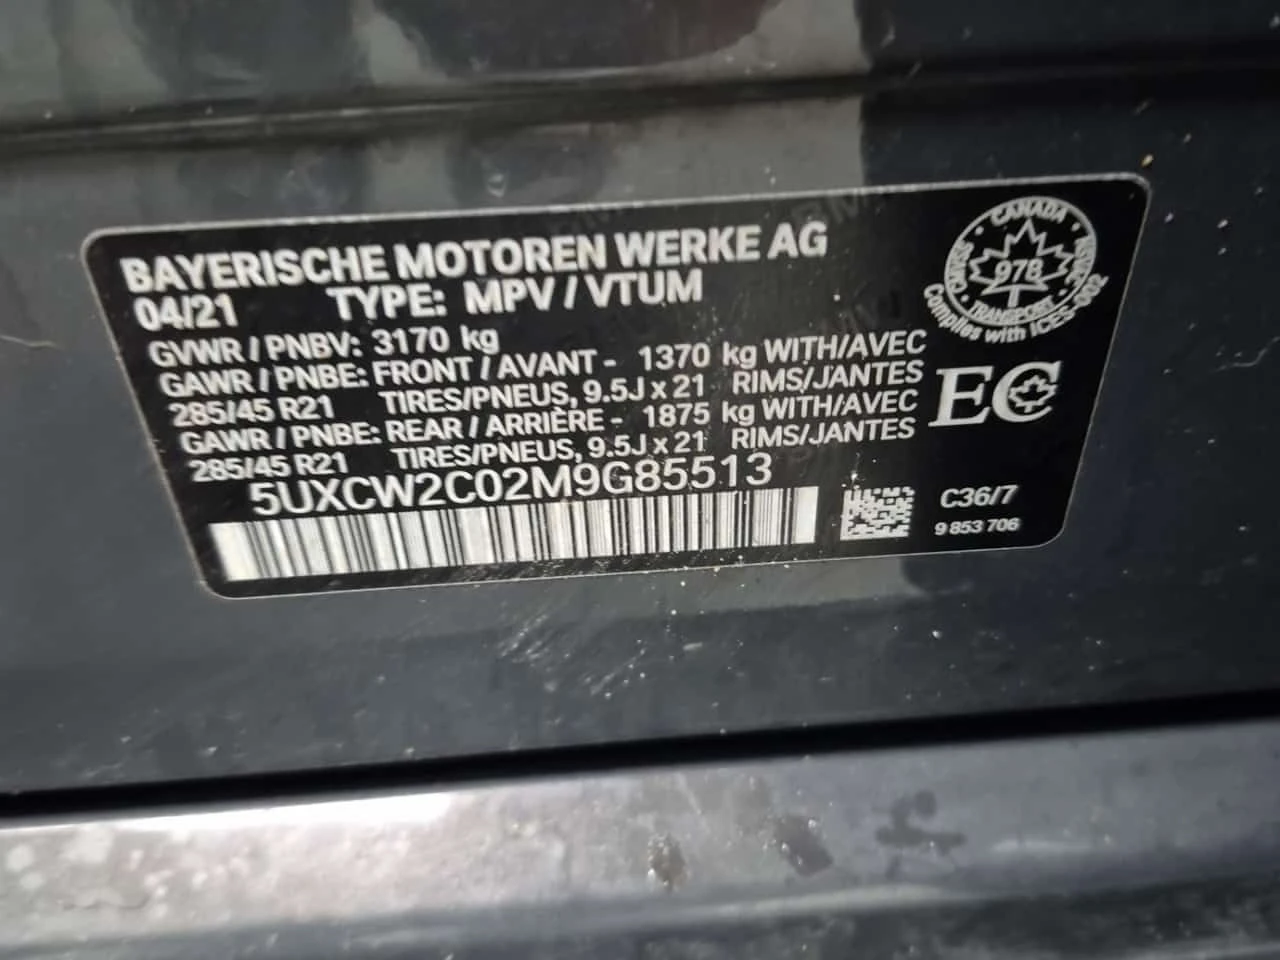 BAYERISCHE MOTOREN WERKE AG
04/21 TYPE: MPV / VTUM
GVWR / PNBV: 3170 kg
GAWR / PNBE: FRONT / AVANT - 1370 kg WITH/AVEC
285/45 R21 TIRES/PNEUS, 9.5J x 21 RIMS/JANTES
GAWR / PNBE: REAR / ARRIÈRE - 1875 kg WITH/AVEC
285/45 R21 TIRES/PNEUS, 9.5J x 21 RIMS/JANTES
5UXCW2C02M9G85513
CANADA
978
TRANSPORT
Complies with ICES-002
EC
C36/7
9 853 706